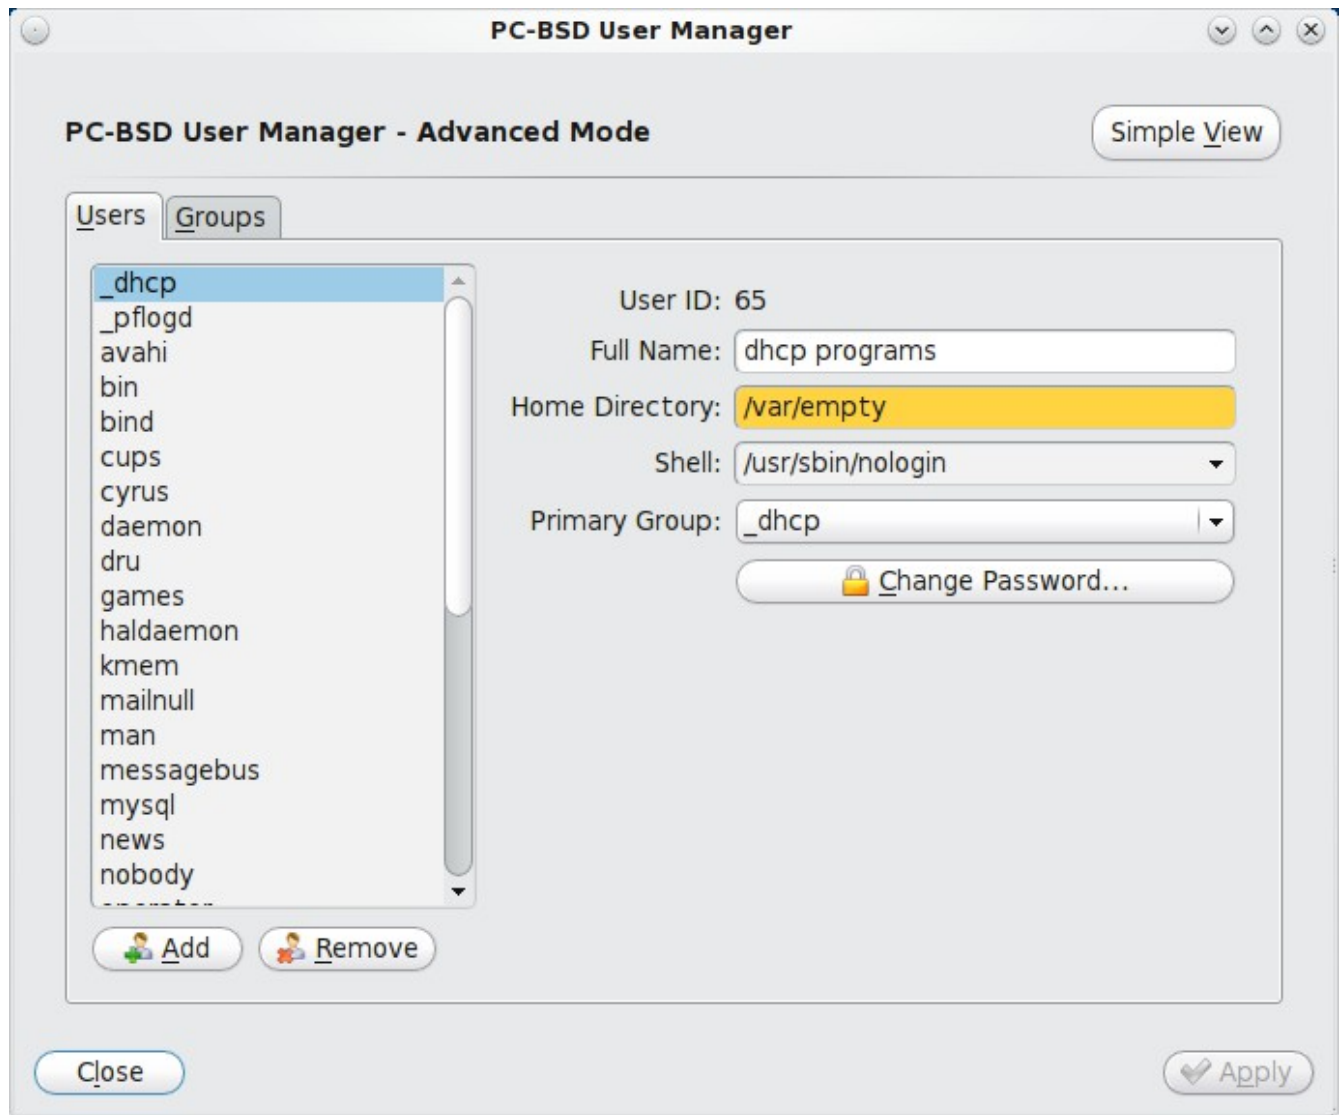 PC-BSD User Manager
PC-BSD User Manager - Advanced Mode
Simple View
Users
Groups
_dhcp
_pflogd
avahi
bin
bind
cups
cyrus
daemon
dru
games
haldaemon
kmem
mailnull
man
messagebus
mysql
news
nobody
User ID: 65
Full Name: dhcp programs
Home Directory: /var/empty
Shell: /usr/sbin/nologin
Primary Group: _dhcp
Change Password...
Add
Remove
Close
Apply